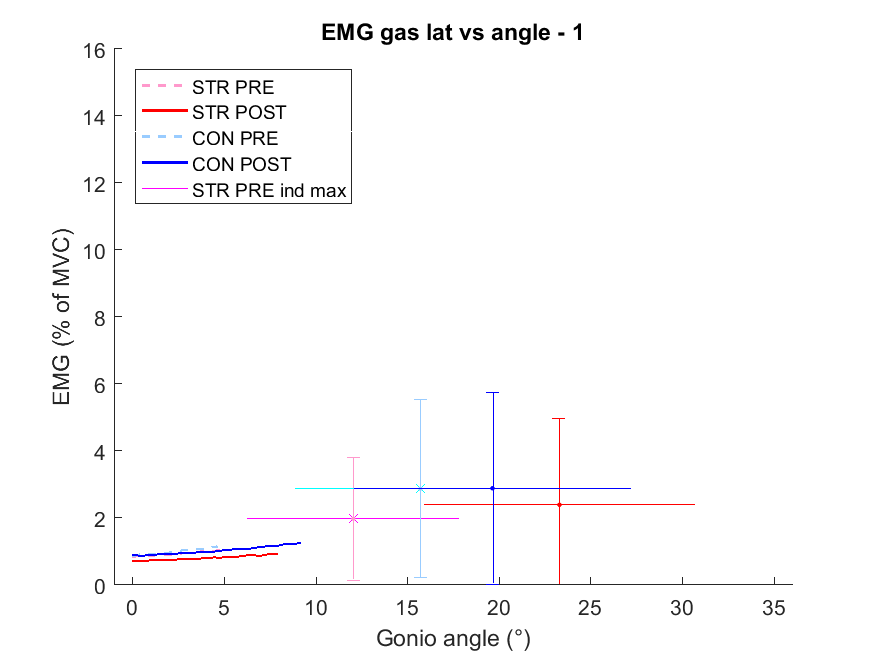 EMG gas lat vs angle - 1
16
14
12
10
8
6
4
2
0
EMG (% of MVC)
STR PRE
STR POST
CON PRE
CON POST
STR PRE ind max
0 5 10 15 20 25 30 35
Gonio angle (°)